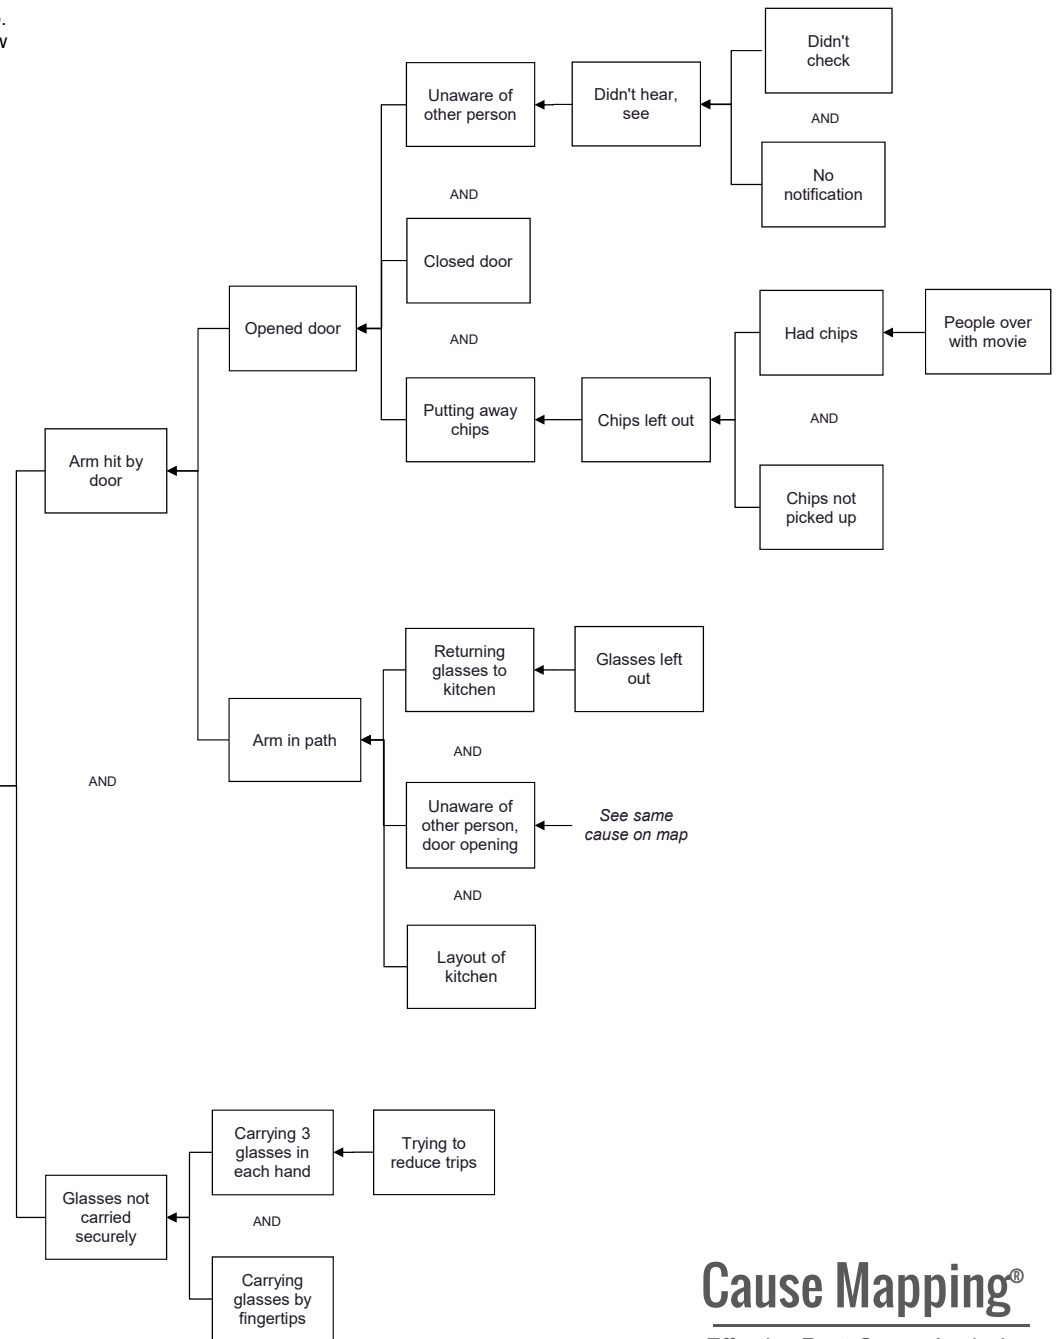 Didn't
check
Unaware of
other person
Didn't hear,
see
AND
No
notification
AND
Closed door
Opened door
AND
Had chips
People over
with movie
Putting away
chips
Chips left out
AND
Arm hit by
door
Chips not
picked up
Returning
glasses to
kitchen
Glasses left
out
Arm in path
AND
AND
Unaware of
other person,
door opening
See same
cause on map
AND
Layout of
kitchen
Carrying 3
glasses in
each hand
Trying to
reduce trips
Glasses not
carried
securely
AND
Carrying
glasses by
fingertips
Cause Mapping®